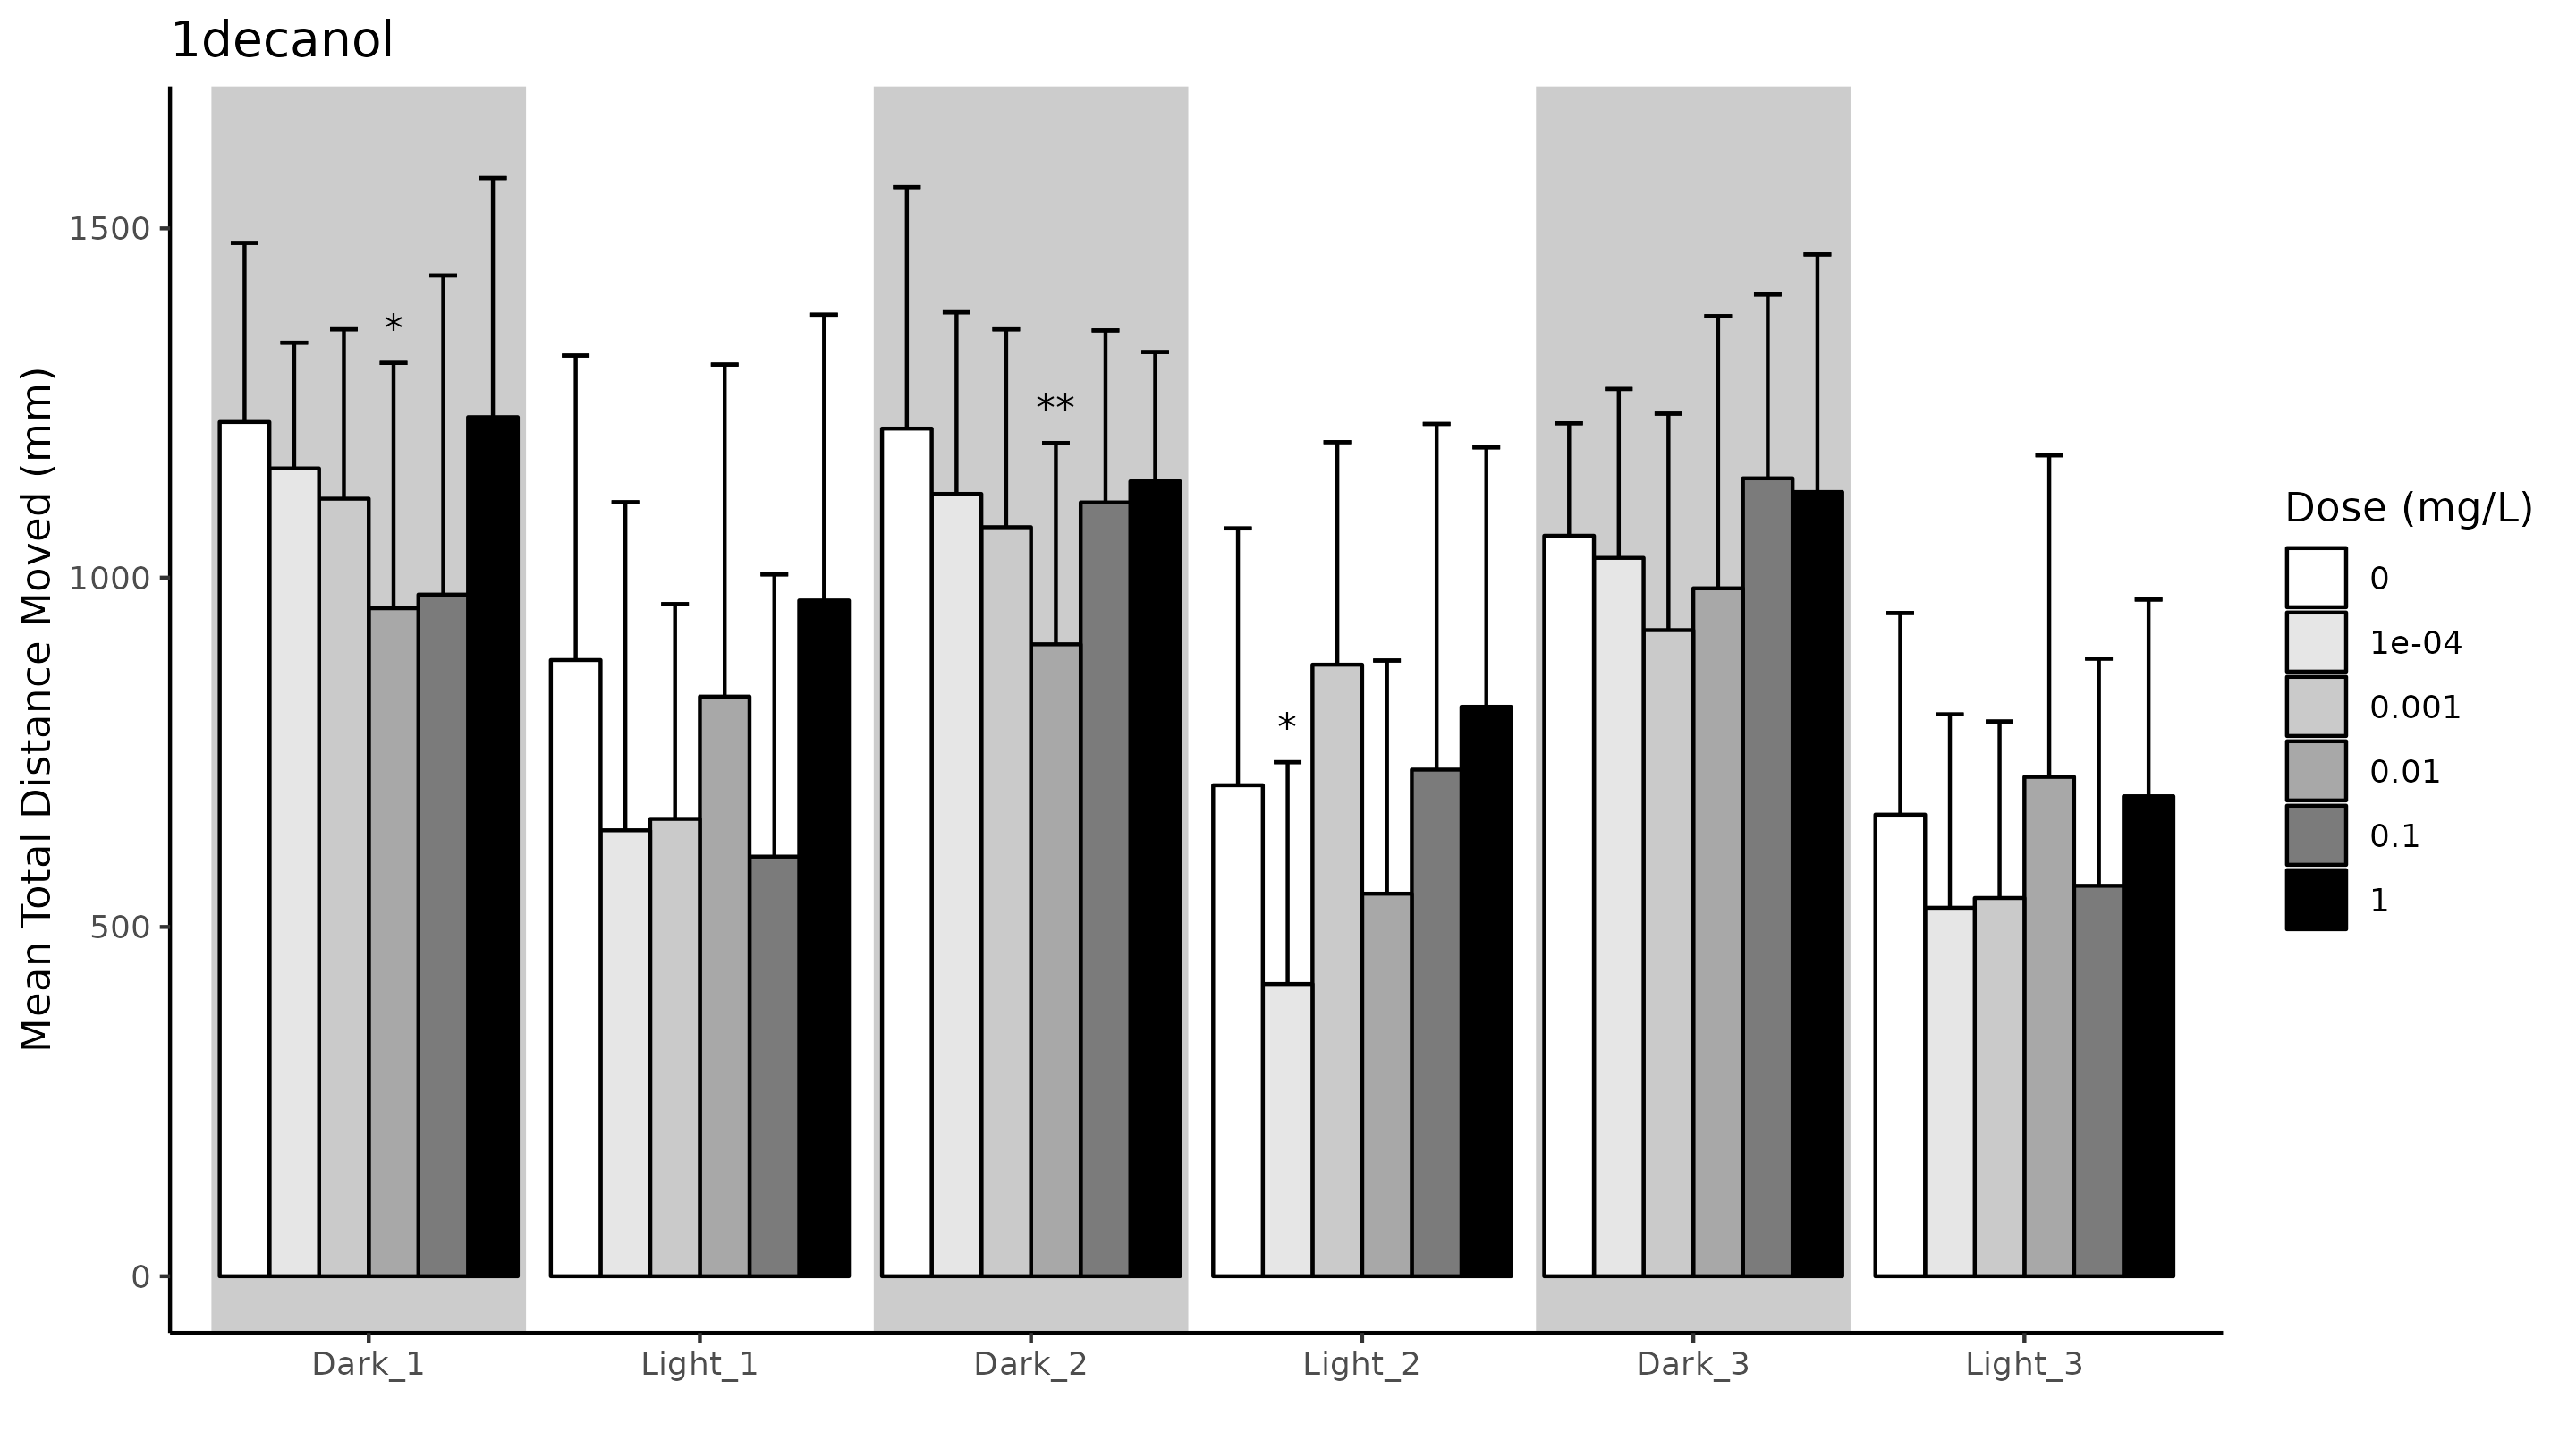 1decanol
Mean Total Distance Moved (mm)
1500
1000
500
0
*
**
*
Dark_1
Light_1
Dark_2
Light_2
Dark_3
Light_3
Dose (mg/L)
0
1e-04
0.001
0.01
0.1
1